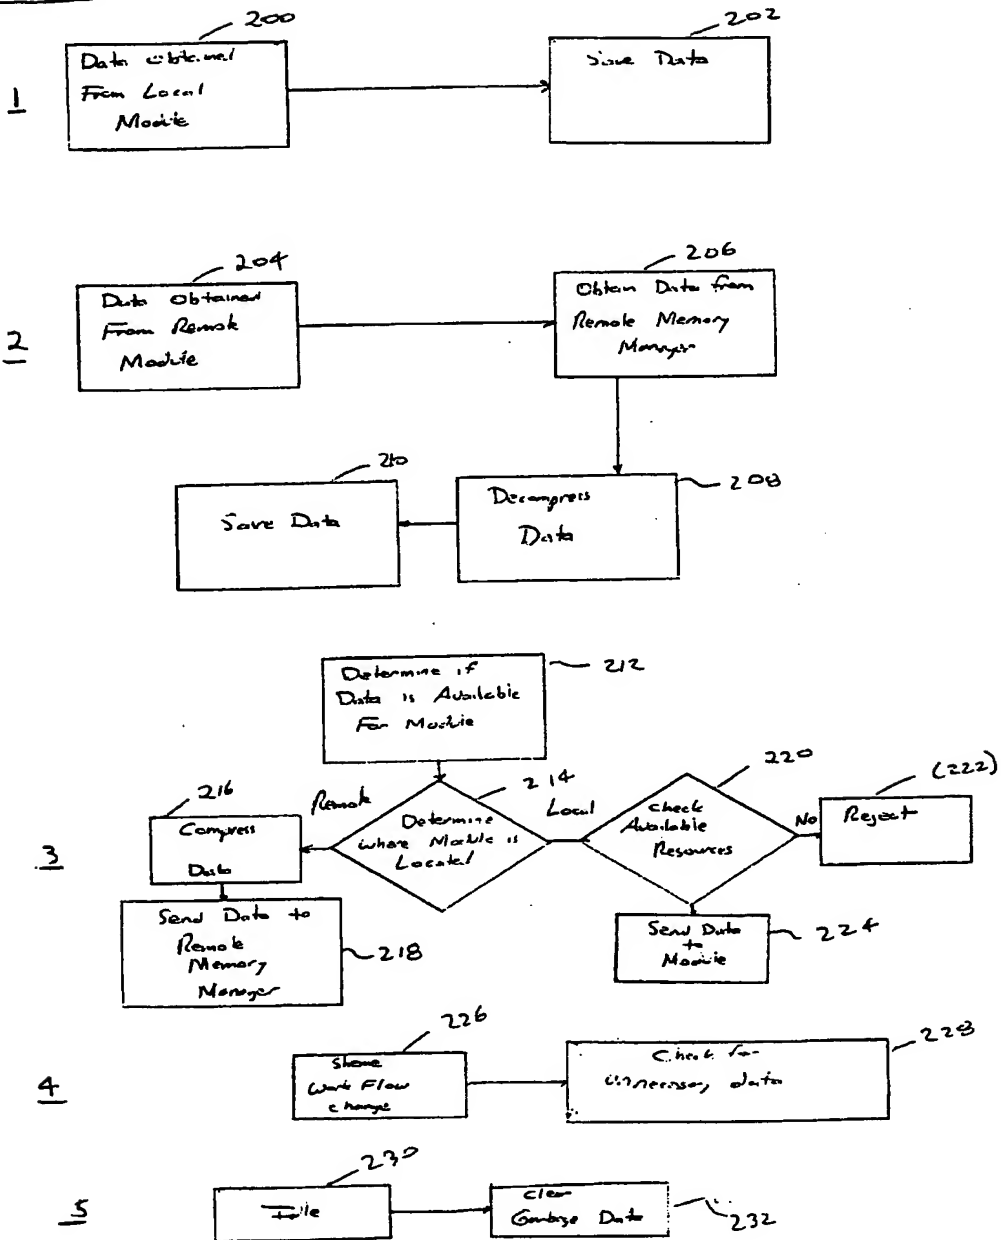 200
202
Data Obtained
From Local
Module
Save Data
1
204
206
Data Obtained
From Remote
Module
Obtain Data from
Remote Memory
Manager
2
210
208
Save Data
Decompress
Data
212
Determine if
Data is Available
For Module
214
220
(222)
216
Remote
Local
Compress
Data
Determine
where Module is
Located
Check
Available
Resources
No
Reject
3
Send Data to
Remote
Memory
Manager
218
Send Data
to
Module
224
226
228
Work Flow
change
Check for
unnecessary data
4
230
Idle
Clear
Garbage Data
232
5